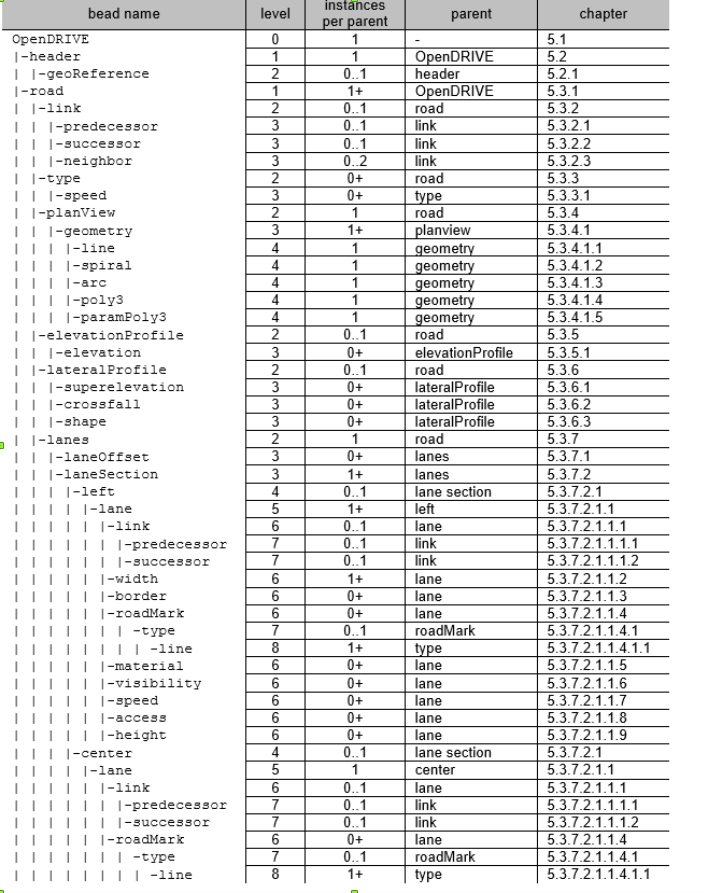 bead name level instances per parent parent chapter
OpenDRIVE 0 1 - 5.1
|-header 1 1 OpenDRIVE 5.2
| |-geoReference 2 0..1 header 5.2.1
|-road 1 1+ OpenDRIVE 5.3.1
| |-link 2 0..1 road 5.3.2
| | |-predecessor 3 0..1 link 5.3.2.1
| | |-successor 3 0..1 link 5.3.2.2
| | |-neighbor 3 0..2 link 5.3.2.3
| |-type 2 0+ road 5.3.3
| | |-speed 3 0+ type 5.3.3.1
| |-planView 2 1 road 5.3.4
| | |-geometry 3 1+ planview 5.3.4.1
| | | |-line 4 1 geometry 5.3.4.1.1
| | | |-spiral 4 1 geometry 5.3.4.1.2
| | | |-arc 4 1 geometry 5.3.4.1.3
| | | |-poly3 4 1 geometry 5.3.4.1.4
| | | |-paramPoly3 4 1 geometry 5.3.4.1.5
| |-elevationProfile 2 0..1 road 5.3.5
| | |-elevation 3 0+ elevationProfile 5.3.5.1
| |-lateralProfile 2 0..1 road 5.3.6
| | |-superelevation 3 0+ lateralProfile 5.3.6.1
| | |-crossfall 3 0+ lateralProfile 5.3.6.2
| | |-shape 3 0+ lateralProfile 5.3.6.3
| |-lanes 2 1 road 5.3.7
| | |-laneOffset 3 0+ lanes 5.3.7.1
| | |-laneSection 3 1+ lanes 5.3.7.2
| | | |-left 4 0..1 lane section 5.3.7.2.1
| | | | |-lane 5 1+ left 5.3.7.2.1.1
| | | | | |-link 6 0..1 lane 5.3.7.2.1.1.1
| | | | | | |-predecessor 7 0..1 link 5.3.7.2.1.1.1.1
| | | | | | |-successor 7 0..1 link 5.3.7.2.1.1.1.2
| | | | | |-width 6 1+ lane 5.3.7.2.1.1.2
| | | | | |-border 6 0+ lane 5.3.7.2.1.1.3
| | | | | |-roadMark 6 0+ lane 5.3.7.2.1.1.4
| | | | | | | -type 7 0..1 roadMark 5.3.7.2.1.1.4.1
| | | | | | | | -line 8 1+ type 5.3.7.2.1.1.4.1.1
| | | | | |-material 6 0+ lane 5.3.7.2.1.1.5
| | | | | |-visibility 6 0+ lane 5.3.7.2.1.1.6
| | | | | |-speed 6 0+ lane 5.3.7.2.1.1.7
| | | | | |-access 6 0+ lane 5.3.7.2.1.1.8
| | | | | |-height 6 0+ lane 5.3.7.2.1.1.9
| | | |-center 4 0..1 lane section 5.3.7.2.1
| | | | |-lane 5 1 center 5.3.7.2.1.1
| | | | | |-link 6 0..1 lane 5.3.7.2.1.1.1
| | | | | | |-predecessor 7 0..1 link 5.3.7.2.1.1.1.1
| | | | | | |-successor 7 0..1 link 5.3.7.2.1.1.1.2
| | | | | |-roadMark 6 0+ lane 5.3.7.2.1.1.4
| | | | | | | -type 7 0..1 roadMark 5.3.7.2.1.1.4.1
| | | | | | | | -line 8 1+ type 5.3.7.2.1.1.4.1.1